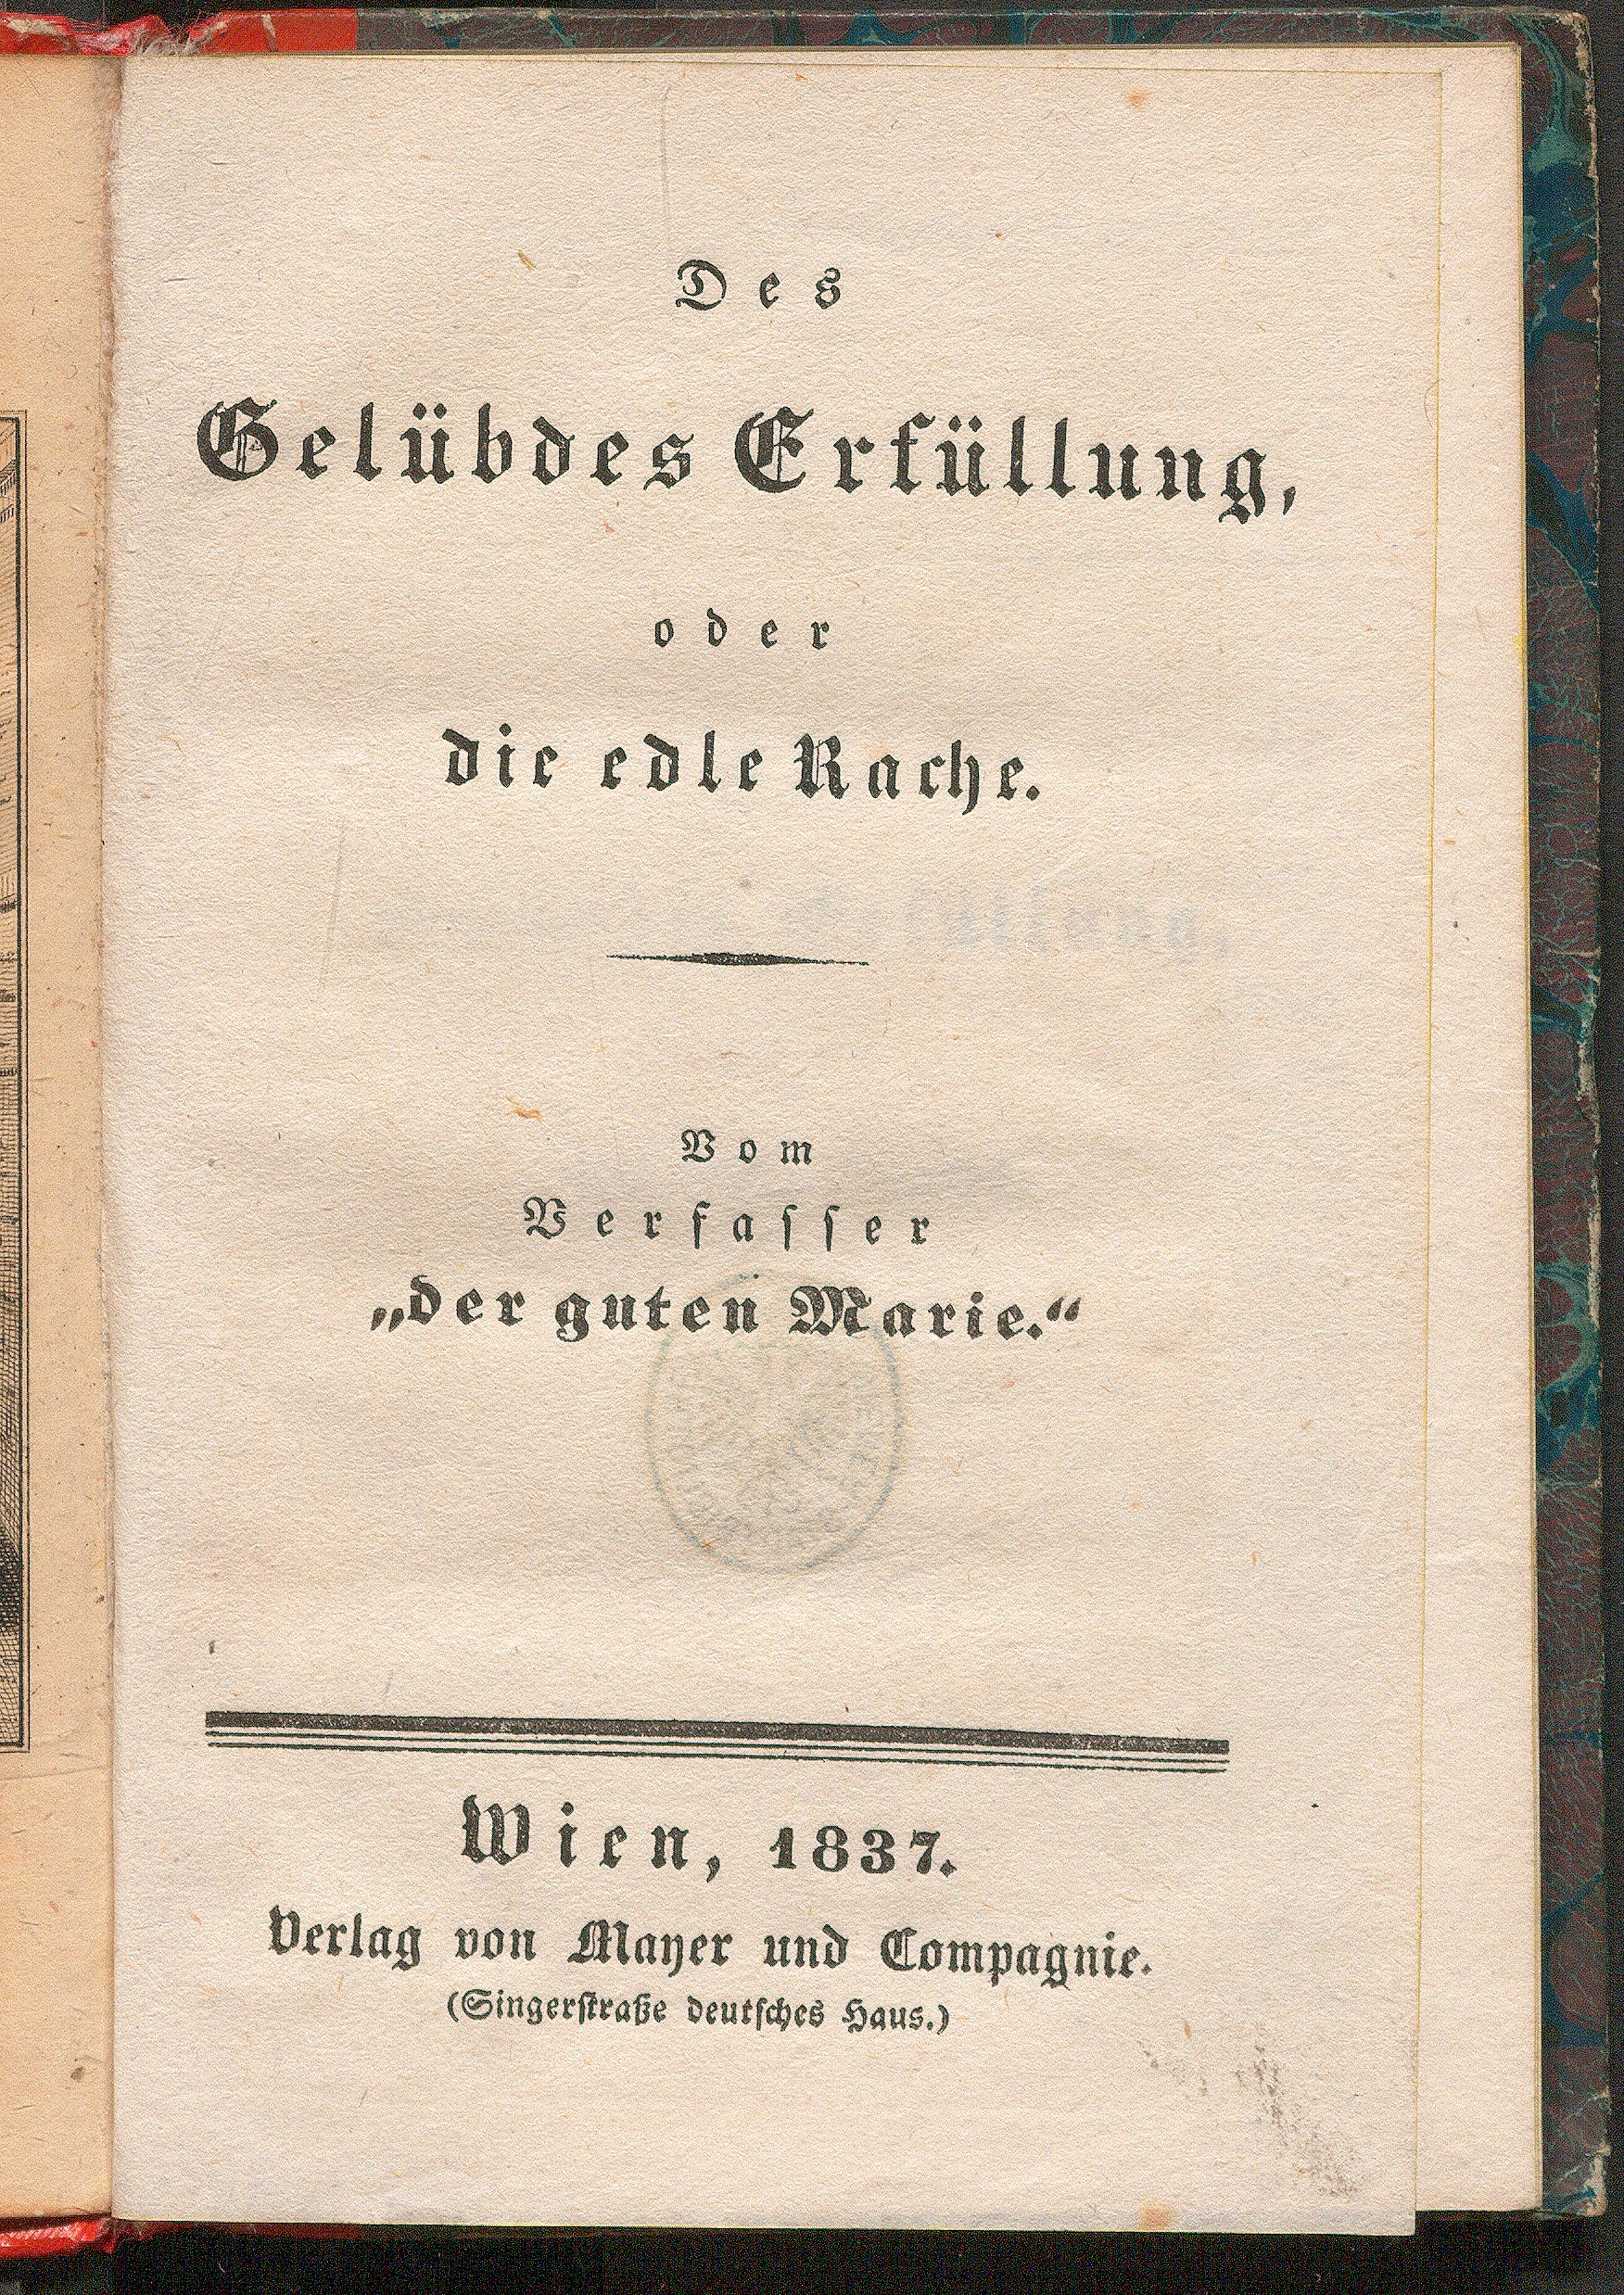 Des
Gelübdes Erfüllung,
oder
die edle Rache.
Vom
Verfasser
„der guten Marie.“
Wien, 1837.
Verlag von Mayer und Compagnie.
(Singerstraße deutsches Haus.)